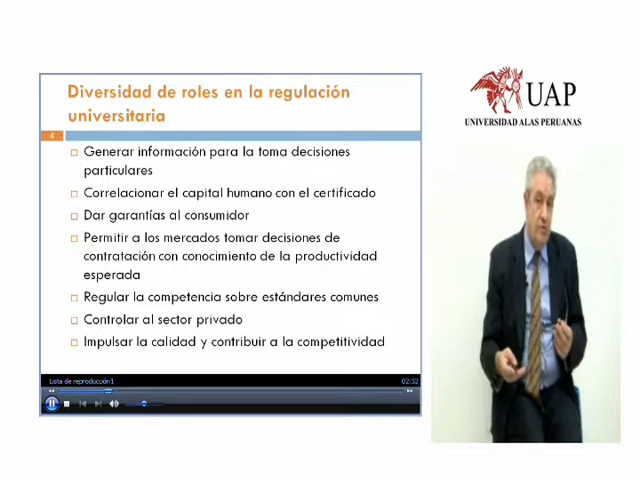 Diversidad de roles en la regulación
universitaria
4
Generar información para la toma decisiones
particulares
Correlacionar el capital humano con el certificado
Dar garantías al consumidor
Permitir a los mercados tomar decisiones de
contratación con conocimiento de la productividad
esperada
Regular la competencia sobre estándares comunes
Controlar al sector privado
Impulsar la calidad y contribuir a la competitividad
Lista de reproducción1
02:32
UAP
UNIVERSIDAD ALAS PERUANAS